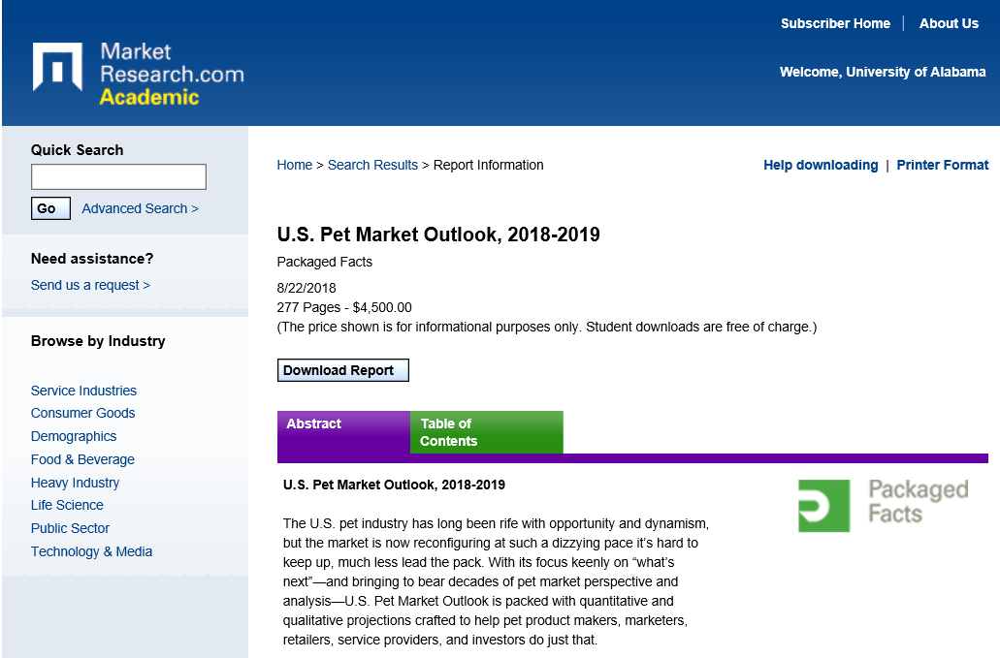 Subscriber Home | About Us
Market
Research.com
Academic
Welcome, University of Alabama
Quick Search
Go
Advanced Search >
Need assistance?
Send us a request >
Browse by Industry
Service Industries
Consumer Goods
Demographics
Food & Beverage
Heavy Industry
Life Science
Public Sector
Technology & Media
Home > Search Results > Report Information
Help downloading | Printer Format
U.S. Pet Market Outlook, 2018-2019
Packaged Facts
8/22/2018
277 Pages - $4,500.00
(The price shown is for informational purposes only. Student downloads are free of charge.)
Download Report
Abstract
Table of
Contents
U.S. Pet Market Outlook, 2018-2019
Packaged
Facts
The U.S. pet industry has long been rife with opportunity and dynamism,
but the market is now reconfiguring at such a dizzying pace it’s hard to
keep up, much less lead the pack. With its focus keenly on “what’s
next”—and bringing to bear decades of pet market perspective and
analysis—U.S. Pet Market Outlook is packed with quantitative and
qualitative projections crafted to help pet product makers, marketers,
retailers, service providers, and investors do just that.